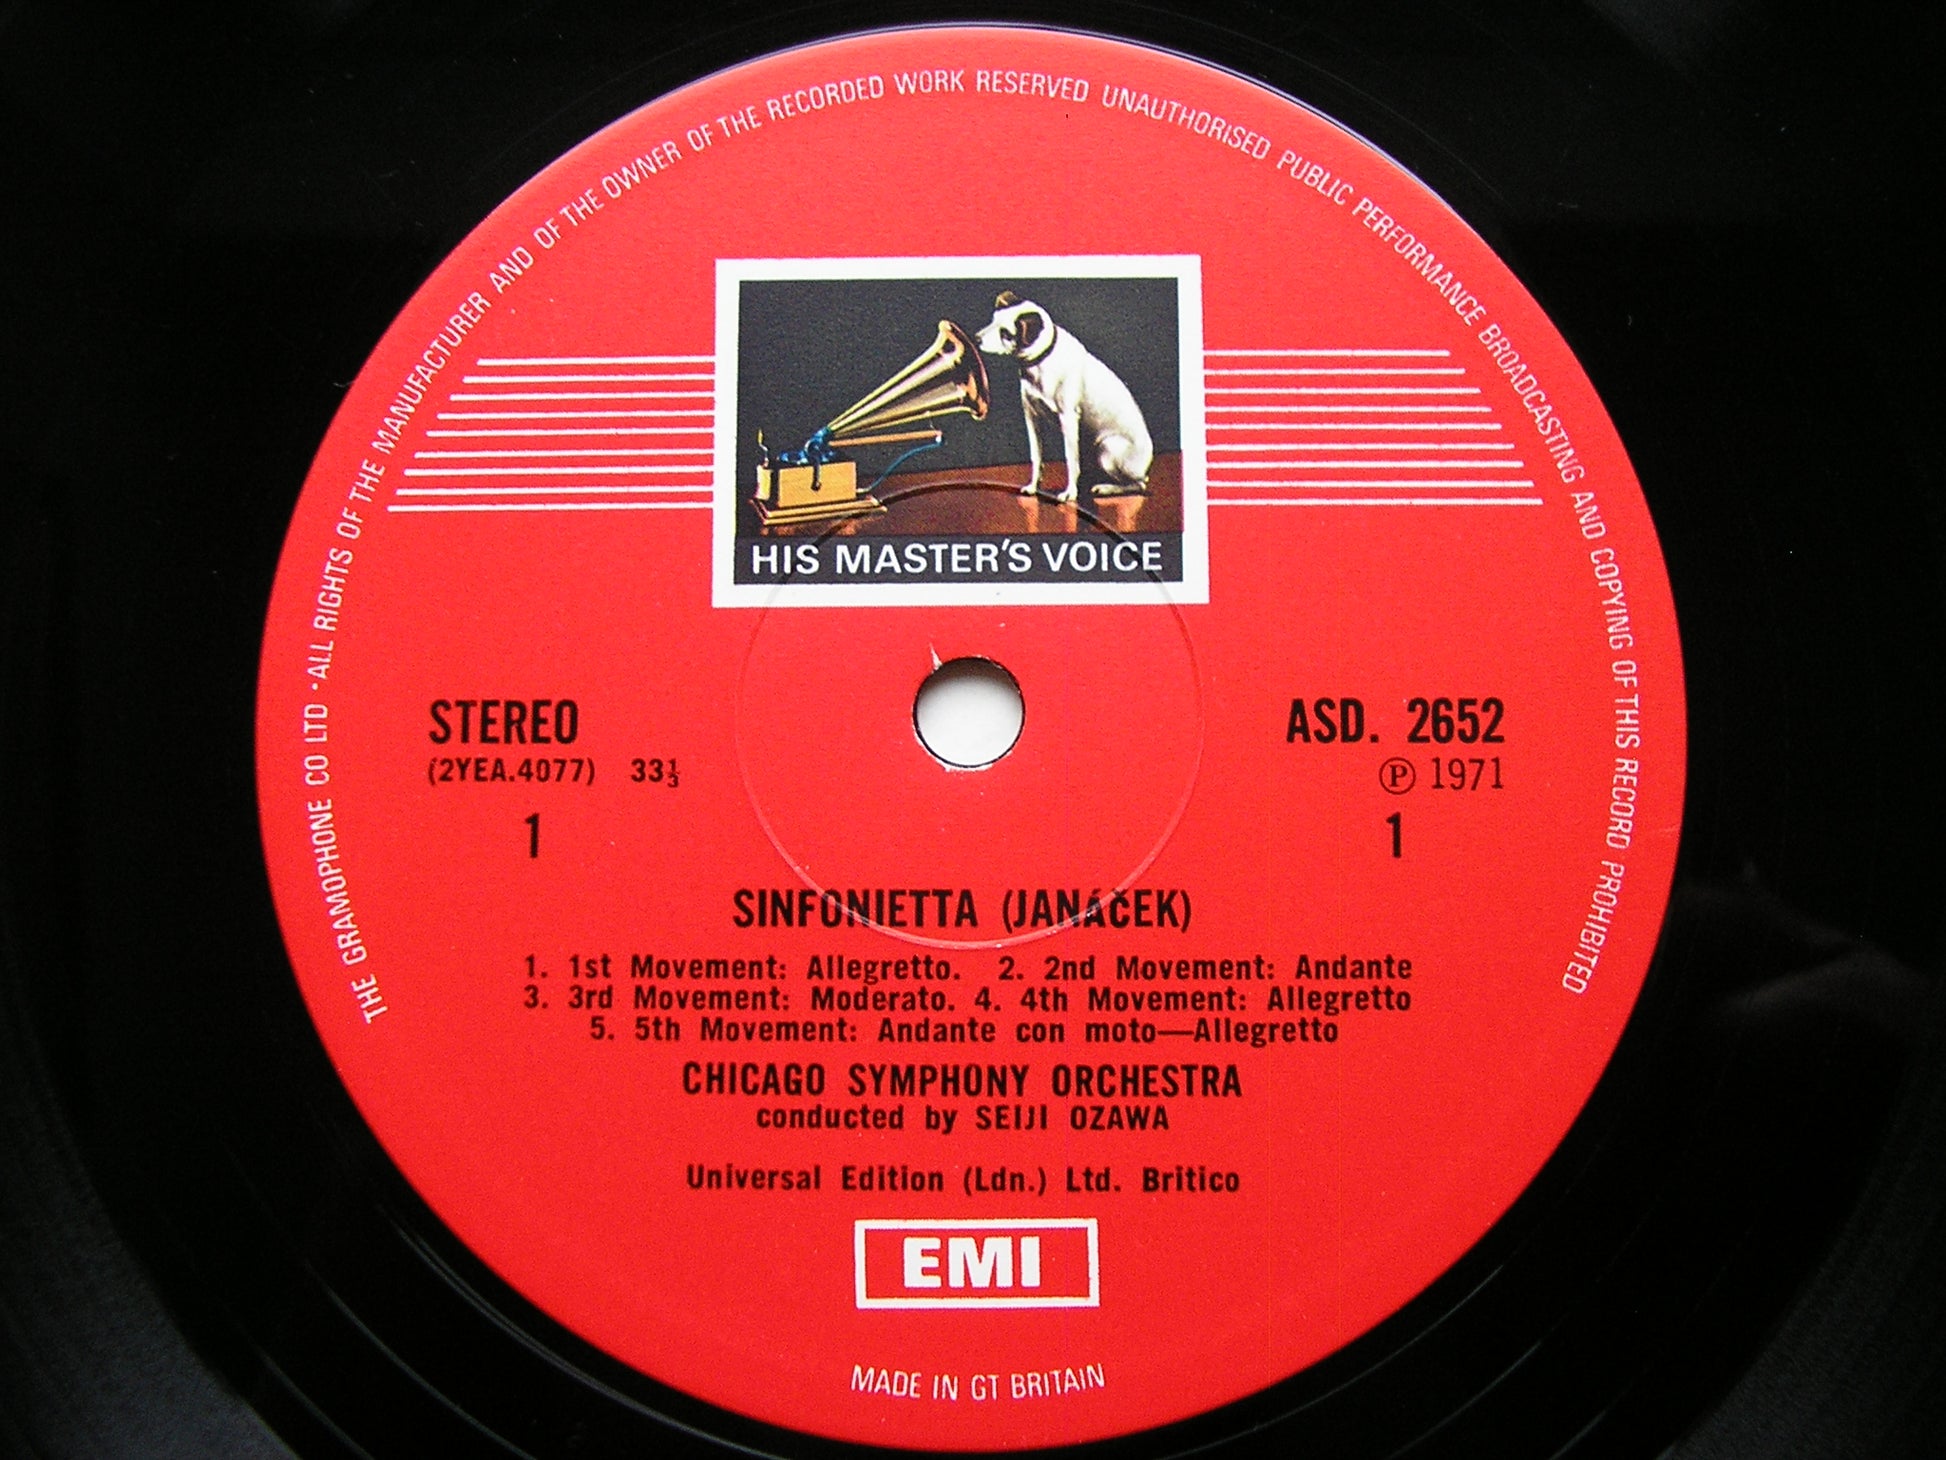 THE GRAMOPHONE CO LTD · ALL RIGHTS OF THE MANUFACTURER AND OF THE OWNER OF THE RECORDED WORK RESERVED UNAUTHORISED PUBLIC PERFORMANCE BROADCASTING AND COPYING OF THIS RECORD PROHIBITED
HIS MASTER'S VOICE
STEREO
(2YEA.4077) 33⅓
1
ASD. 2652
Ⓟ 1971
1
SINFONIETTA (JANÁČEK)
1. 1st Movement: Allegretto. 2. 2nd Movement: Andante
3. 3rd Movement: Moderato. 4. 4th Movement: Allegretto
5. 5th Movement: Andante con moto—Allegretto
CHICAGO SYMPHONY ORCHESTRA
conducted by SEIJI OZAWA
Universal Edition (Ldn.) Ltd. Britico
EMI
MADE IN GT BRITAIN